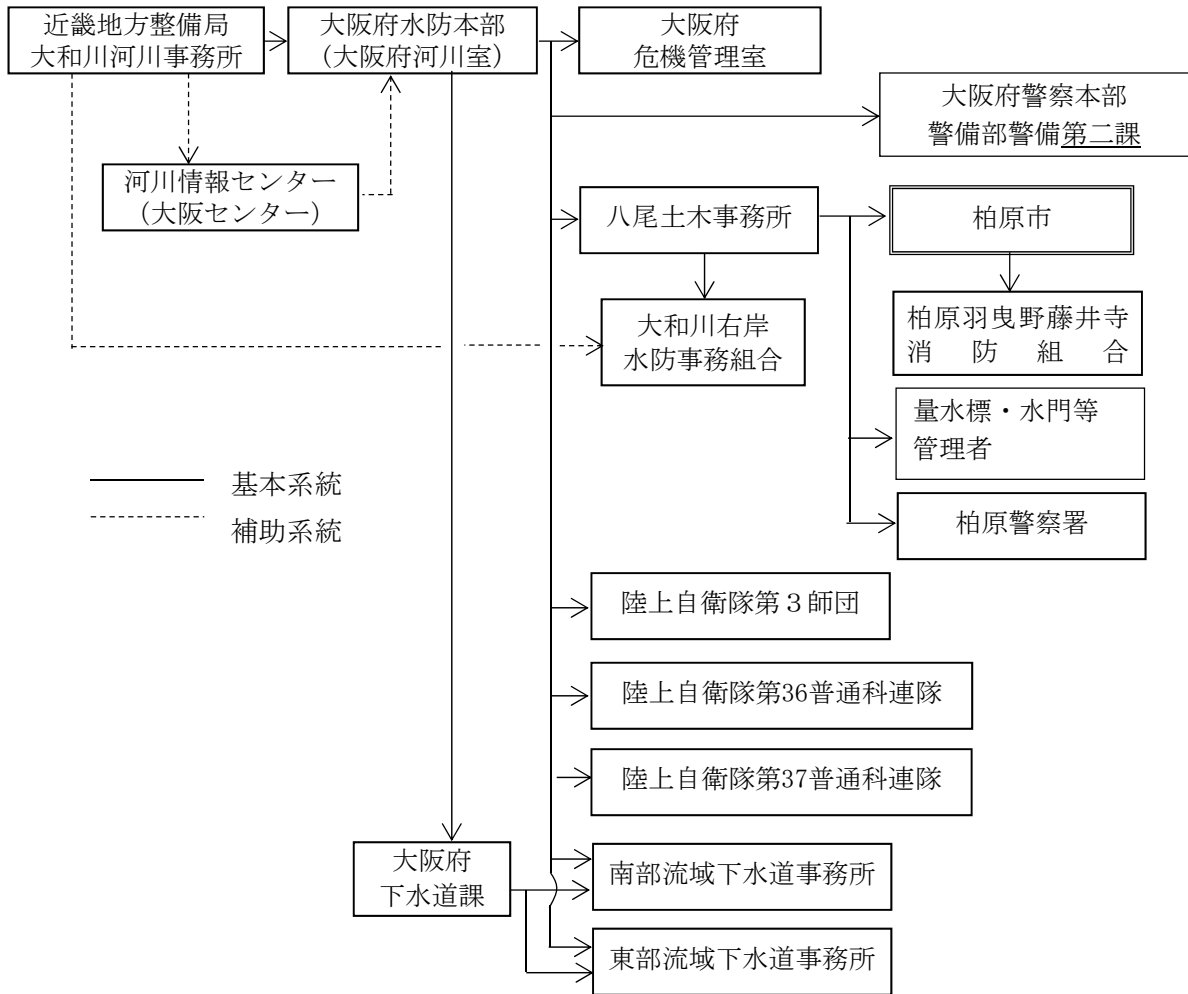 近畿地方整備局
大和川河川事務所
大阪府水防本部
(大阪府河川室)
大阪府
危機管理室
大阪府警察本部
警備部警備第二課
河川情報センター
(大阪センター)
八尾土木事務所
柏原市
大和川右岸
水防事務組合
柏原羽曳野藤井寺
消防組合
量水標・水門等
管理者
基本系統
補助系統
柏原警察署
陸上自衛隊第3師団
陸上自衛隊第36普通科連隊
陸上自衛隊第37普通科連隊
大阪府
下水道課
南部流域下水道事務所
東部流域下水道事務所